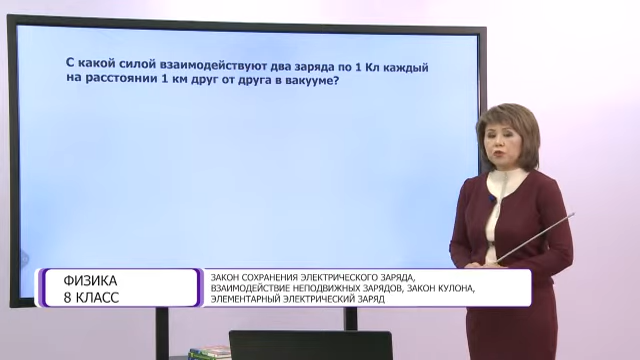 С какой силой взаимодействуют два заряда по 1 Кл каждый
на расстоянии 1 км друг от друга в вакууме?
ФИЗИКА
8 КЛАСС
ЗАКОН СОХРАНЕНИЯ ЭЛЕКТРИЧЕСКОГО ЗАРЯДА,
ВЗАИМОДЕЙСТВИЕ НЕПОДВИЖНЫХ ЗАРЯДОВ, ЗАКОН КУЛОНА,
ЭЛЕМЕНТАРНЫЙ ЭЛЕКТРИЧЕСКИЙ ЗАРЯД